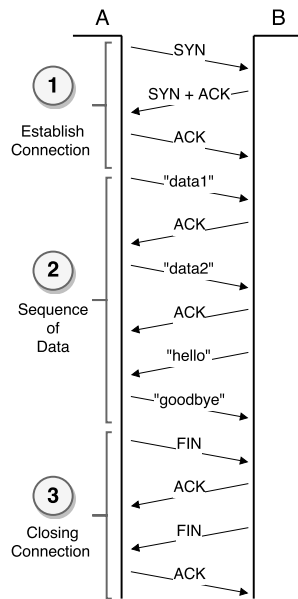 A
B
SYN
1
SYN + ACK
Establish
Connection
ACK
"data1"
ACK
2
"data2"
Sequence
of
Data
ACK
"hello"
"goodbye"
FIN
3
ACK
Closing
Connection
FIN
ACK